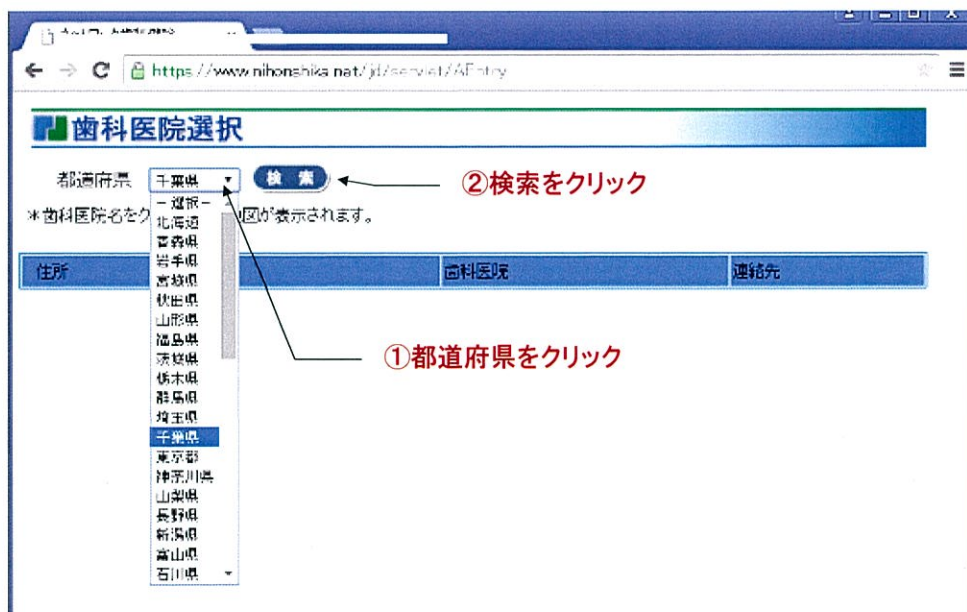 https://www.nihonshika.net/jd/servlet/AEntry
歯科医院選択
都道府県 千葉県 検索
②検索をクリック
－選択－
＊歯科医院名をク 図が表示されます。
北海道
青森県
岩手県
住所 歯科医院 連絡先
宮城県
秋田県
山形県
福島県
①都道府県をクリック
茨城県
栃木県
群馬県
埼玉県
千葉県
東京都
神奈川県
山梨県
長野県
新潟県
富山県
石川県